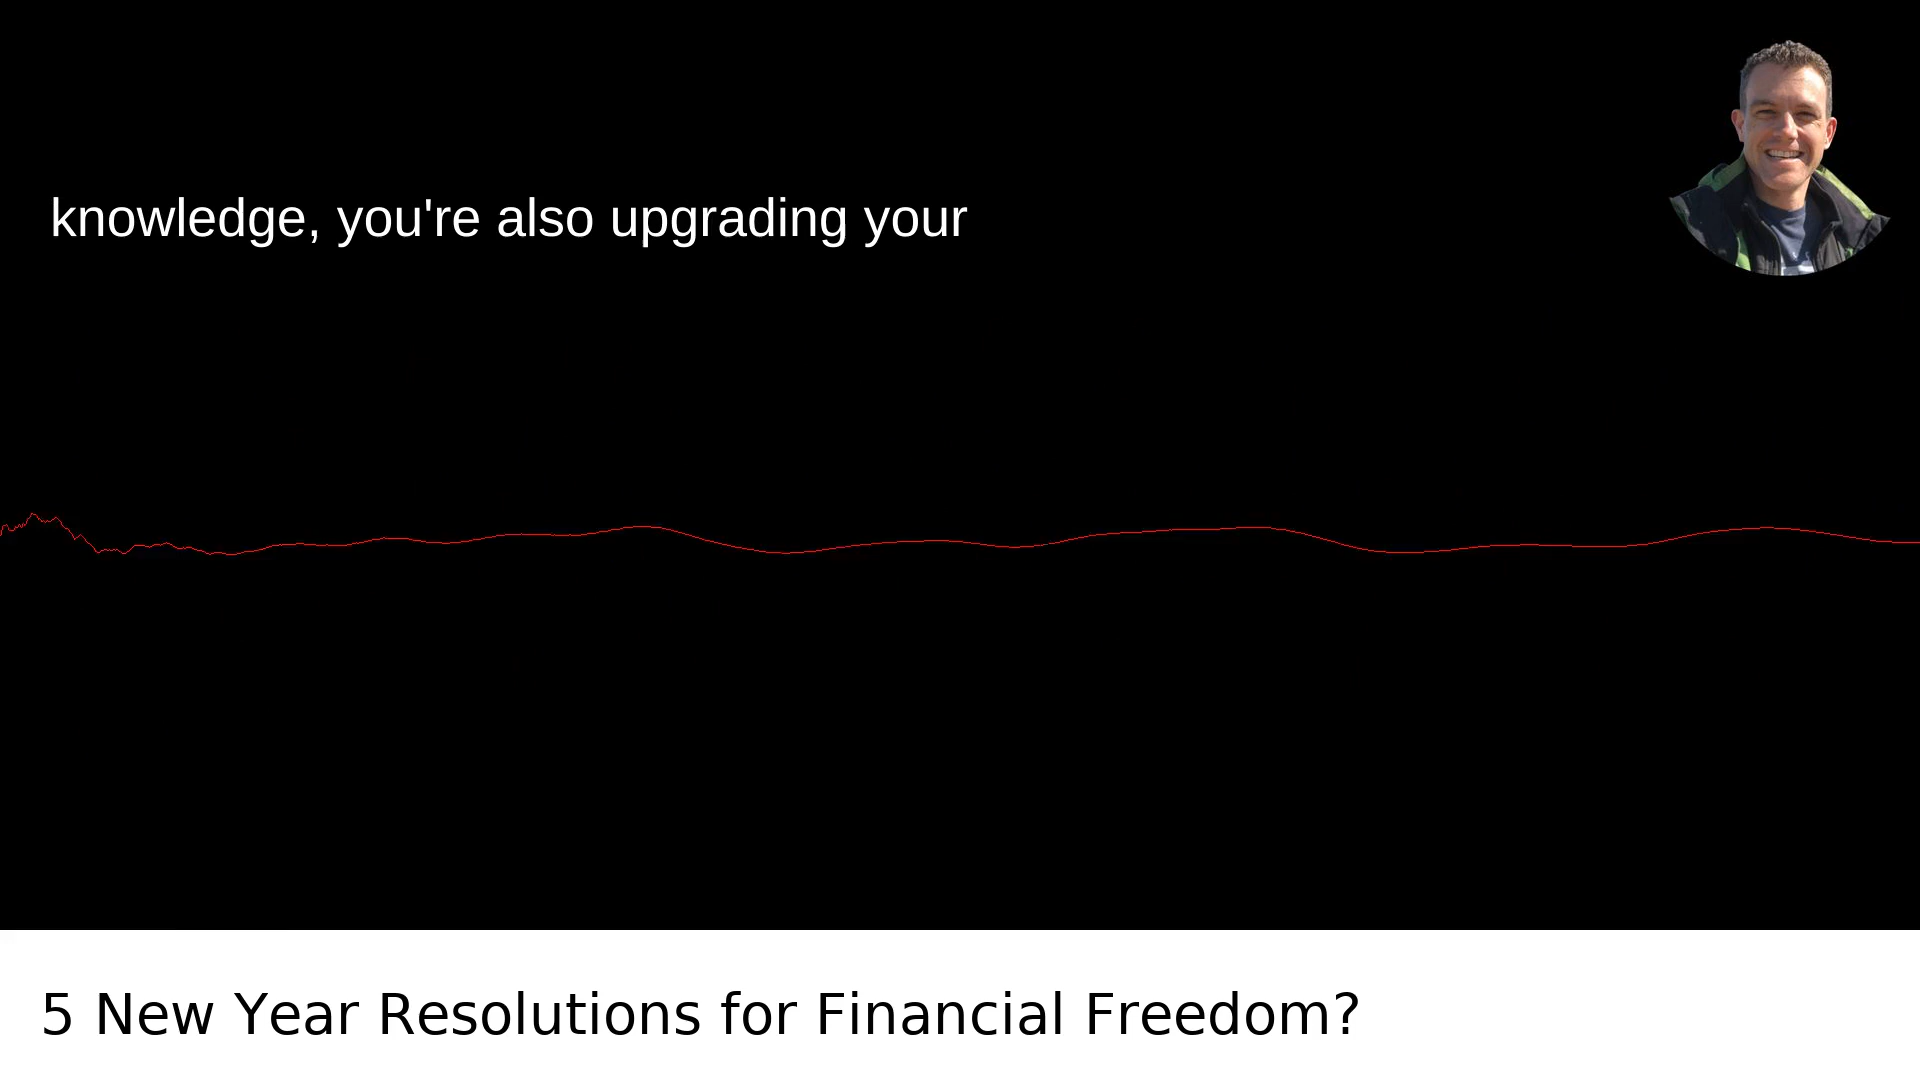 knowledge, you're also upgrading your
5 New Year Resolutions for Financial Freedom?